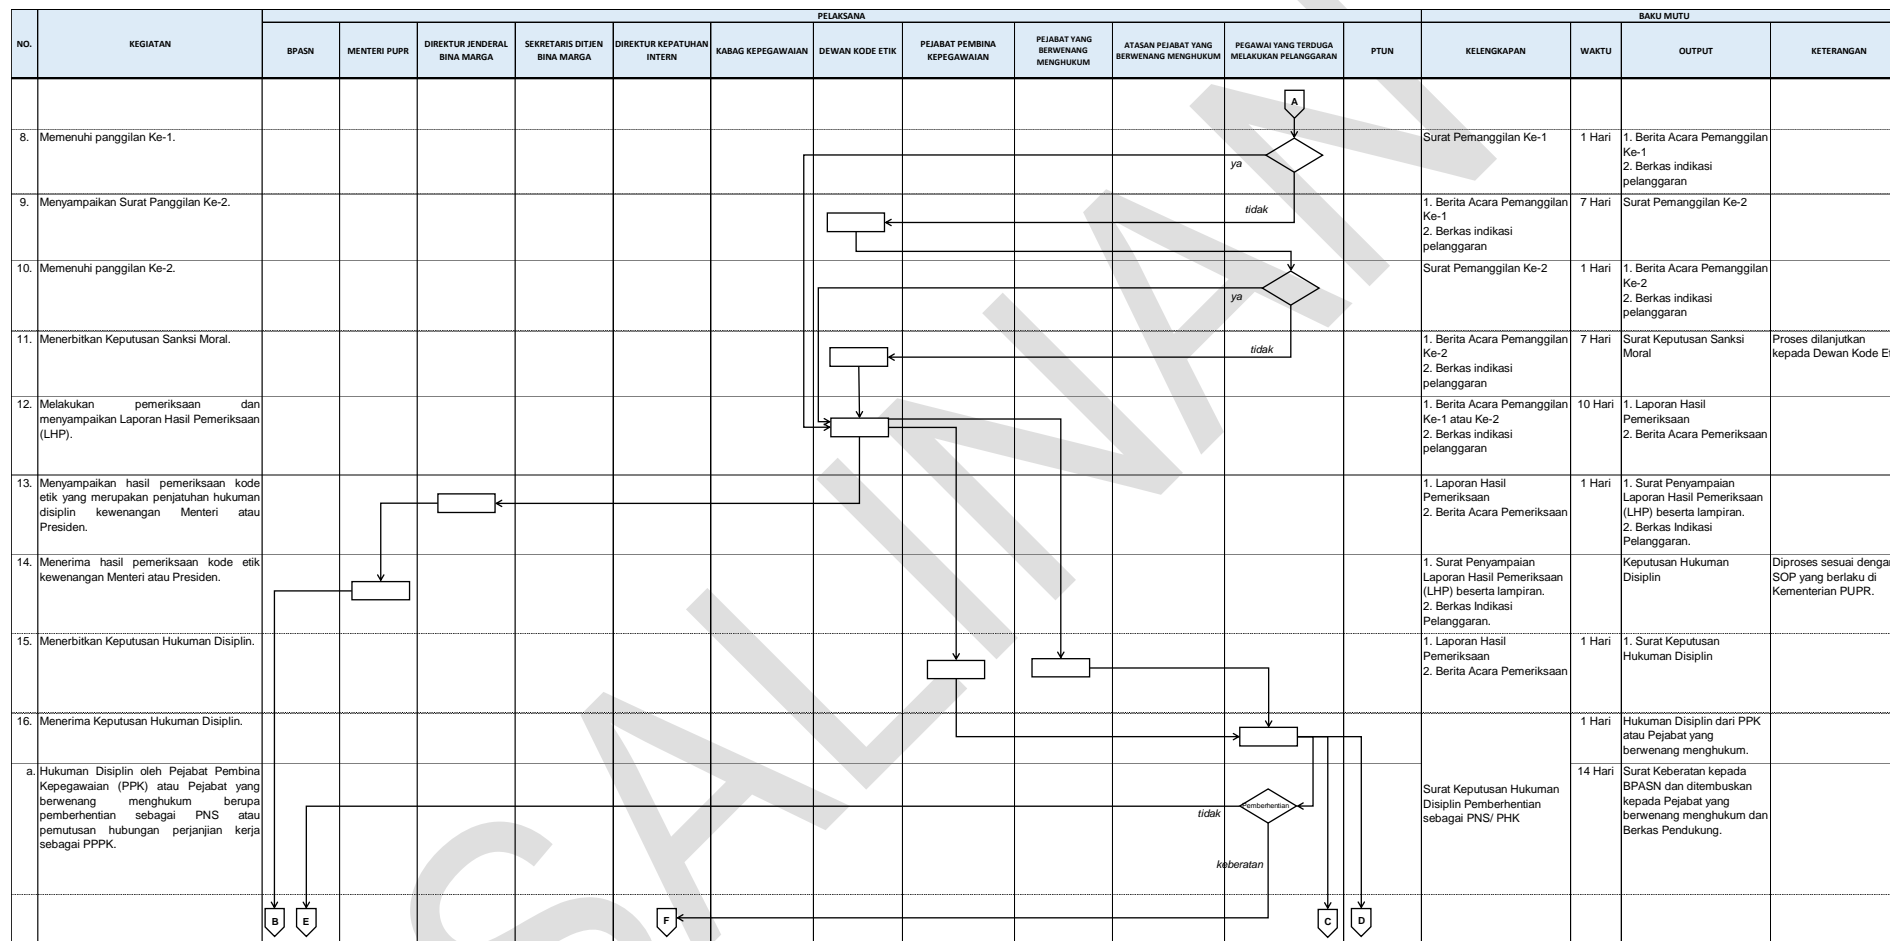 PELAKSANA
BAKU MUTU
NO.
KEGIATAN
BPASN
MENTERI PUPR
DIREKTUR JENDERAL
BINA MARGA
SEKRETARIS DITJEN
BINA MARGA
DIREKTUR KEPATUHAN
INTERN
KABAG KEPEGAWAIAN
DEWAN KODE ETIK
PEJABAT PEMBINA
KEPEGAWAIAN
PEJABAT YANG
BERWENANG
MENGHUKUM
ATASAN PEJABAT YANG
BERWENANG MENGHUKUM
PEGAWAI YANG TERDUGA
MELAKUKAN PELANGGARAN
PTUN
KELENGKAPAN
WAKTU
OUTPUT
KETERANGAN
A
8.
Memenuhi panggilan Ke-1.
ya
Surat Pemanggilan Ke-1
1 Hari
1. Berita Acara Pemanggilan
Ke-1
2. Berkas indikasi
pelanggaran
9.
Menyampaikan Surat Panggilan Ke-2.
tidak
1. Berita Acara Pemanggilan
Ke-1
2. Berkas indikasi
pelanggaran
7 Hari
Surat Pemanggilan Ke-2
10.
Memenuhi panggilan Ke-2.
ya
Surat Pemanggilan Ke-2
1 Hari
1. Berita Acara Pemanggilan
Ke-2
2. Berkas indikasi
pelanggaran
11.
Menerbitkan Keputusan Sanksi Moral.
tidak
1. Berita Acara Pemanggilan
Ke-2
2. Berkas indikasi
pelanggaran
7 Hari
Surat Keputusan Sanksi
Moral
Proses dilanjutkan
kepada Dewan Kode Et
12.
Melakukan pemeriksaan dan
menyampaikan Laporan Hasil Pemeriksaan
(LHP).
1. Berita Acara Pemanggilan
Ke-1 atau Ke-2
2. Berkas indikasi
pelanggaran
10 Hari
1. Laporan Hasil
Pemeriksaan
2. Berita Acara Pemeriksaan
13.
Menyampaikan hasil pemeriksaan kode
etik yang merupakan penjatuhan hukuman
disiplin kewenangan Menteri atau
Presiden.
1. Laporan Hasil
Pemeriksaan
2. Berita Acara Pemeriksaan
1 Hari
1. Surat Penyampaian
Laporan Hasil Pemeriksaan
(LHP) beserta lampiran.
2. Berkas Indikasi
Pelanggaran.
14.
Menerima hasil pemeriksaan kode etik
kewenangan Menteri atau Presiden.
1. Surat Penyampaian
Laporan Hasil Pemeriksaan
(LHP) beserta lampiran.
2. Berkas Indikasi
Pelanggaran.
Keputusan Hukuman
Disiplin
Diproses sesuai dengan
SOP yang berlaku di
Kementerian PUPR.
15.
Menerbitkan Keputusan Hukuman Disiplin.
1. Laporan Hasil
Pemeriksaan
2. Berita Acara Pemeriksaan
1 Hari
1. Surat Keputusan
Hukuman Disiplin
16.
Menerima Keputusan Hukuman Disiplin.
1 Hari
Hukuman Disiplin dari PPK
atau Pejabat yang
berwenang menghukum.
a.
Hukuman Disiplin oleh Pejabat Pembina
Kepegawaian (PPK) atau Pejabat yang
berwenang menghukum berupa
pemberhentian sebagai PNS atau
pemutusan hubungan perjanjian kerja
sebagai PPPK.
Pemberhentian
tidak
keberatan
Surat Keputusan Hukuman
Disiplin Pemberhentian
sebagai PNS/ PHK
14 Hari
Surat Keberatan kepada
BPASN dan ditembuskan
kepada Pejabat yang
berwenang menghukum dan
Berkas Pendukung.
B
E
F
C
D
SALINAN